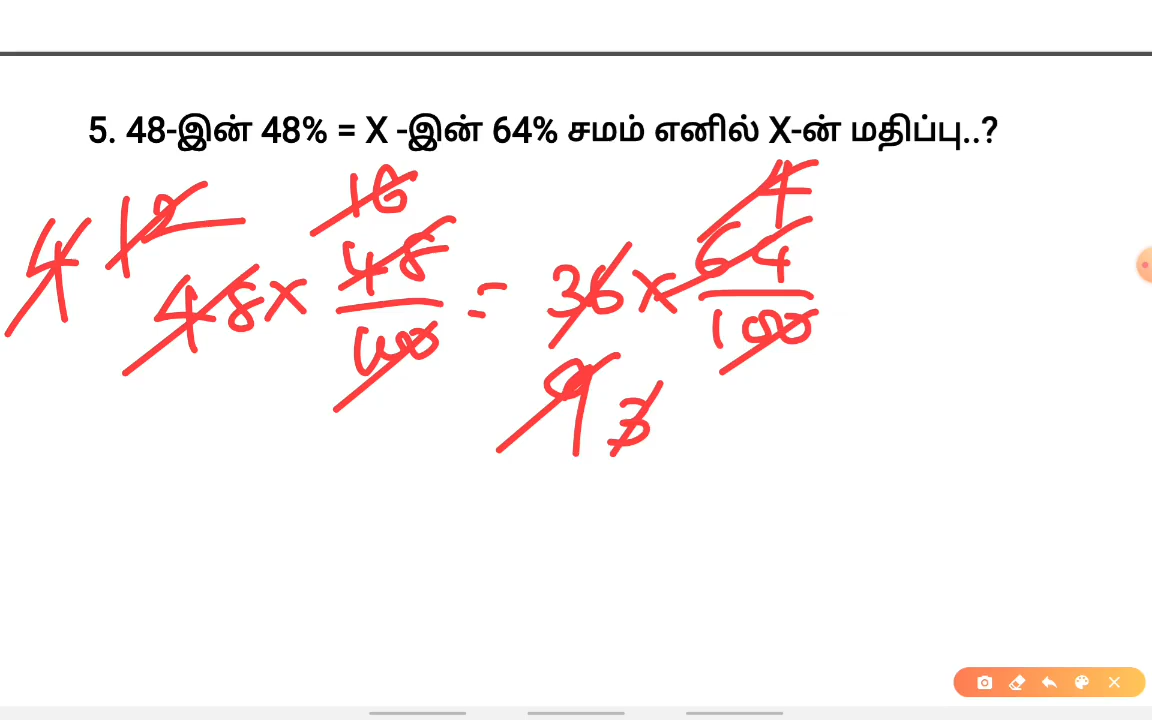 5. 48-இன் 48% = X -இன் 64% சமம் எனில் X-ன் மதிப்பு..?
4 12 16 4
48 × 48/100 = 36 × 64/100
9 3